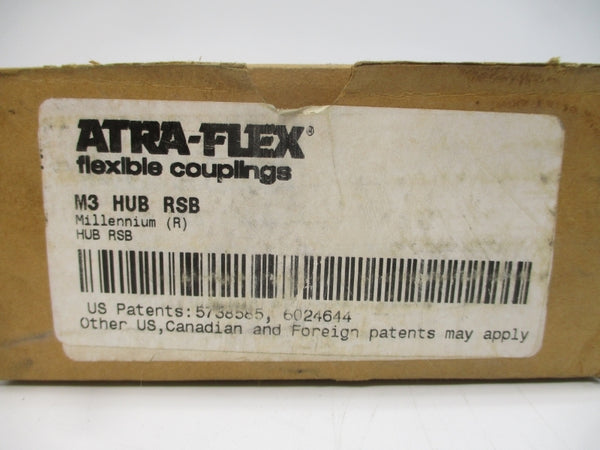 ATRA-FLEX®
flexible couplings
M3 HUB RSB
Millennium (R)
HUB RSB
US Patents:5738585, 6024644
Other US,Canadian and Foreign patents may apply